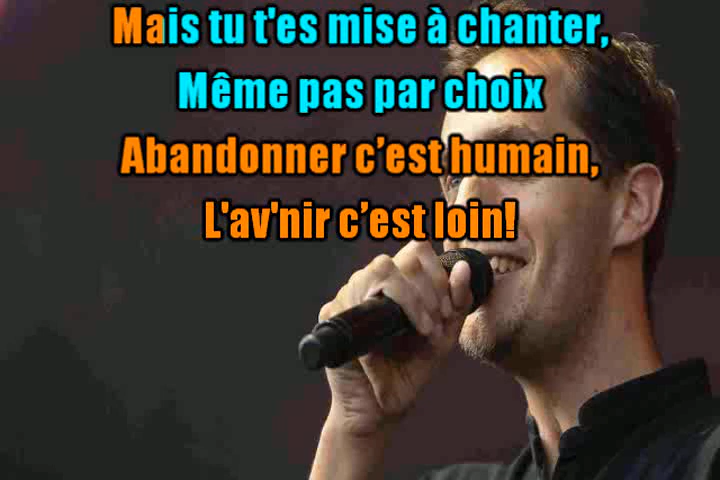 Mais tu t'es mise à chanter,
Même pas par choix
Abandonner c’est humain,
L'av'nir c’est loin!